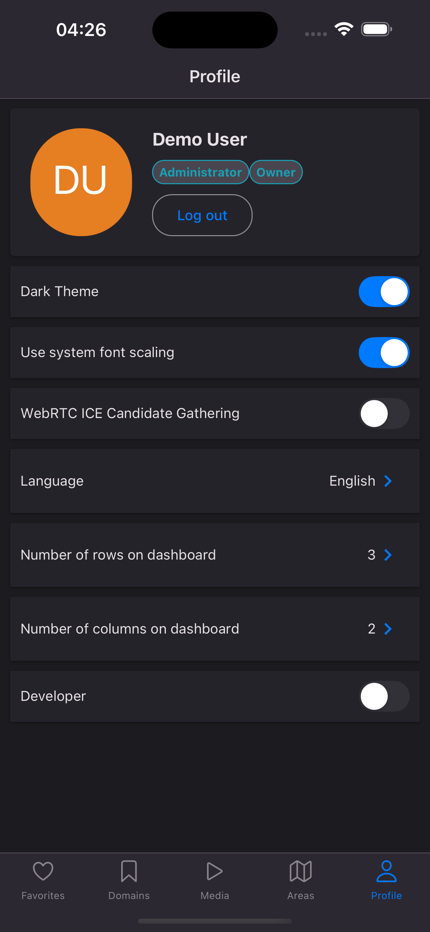 04:26
Profile
DU
Demo User
Administrator Owner
Log out
Dark Theme
Use system font scaling
WebRTC ICE Candidate Gathering
Language English
Number of rows on dashboard 3
Number of columns on dashboard 2
Developer
Favorites Domains Media Areas Profile